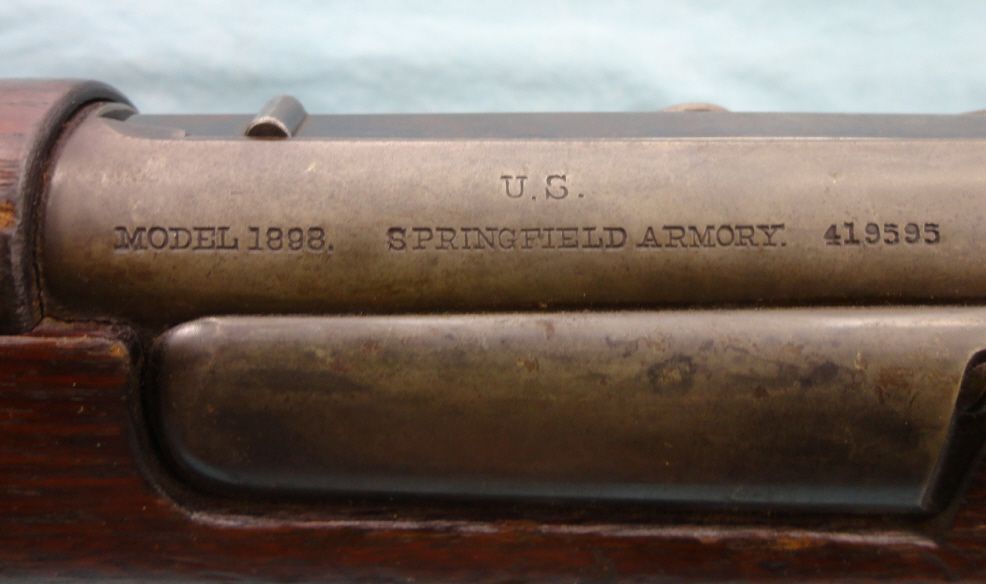 U.S.
MODEL 1898. SPRINGFIELD ARMORY. 419595